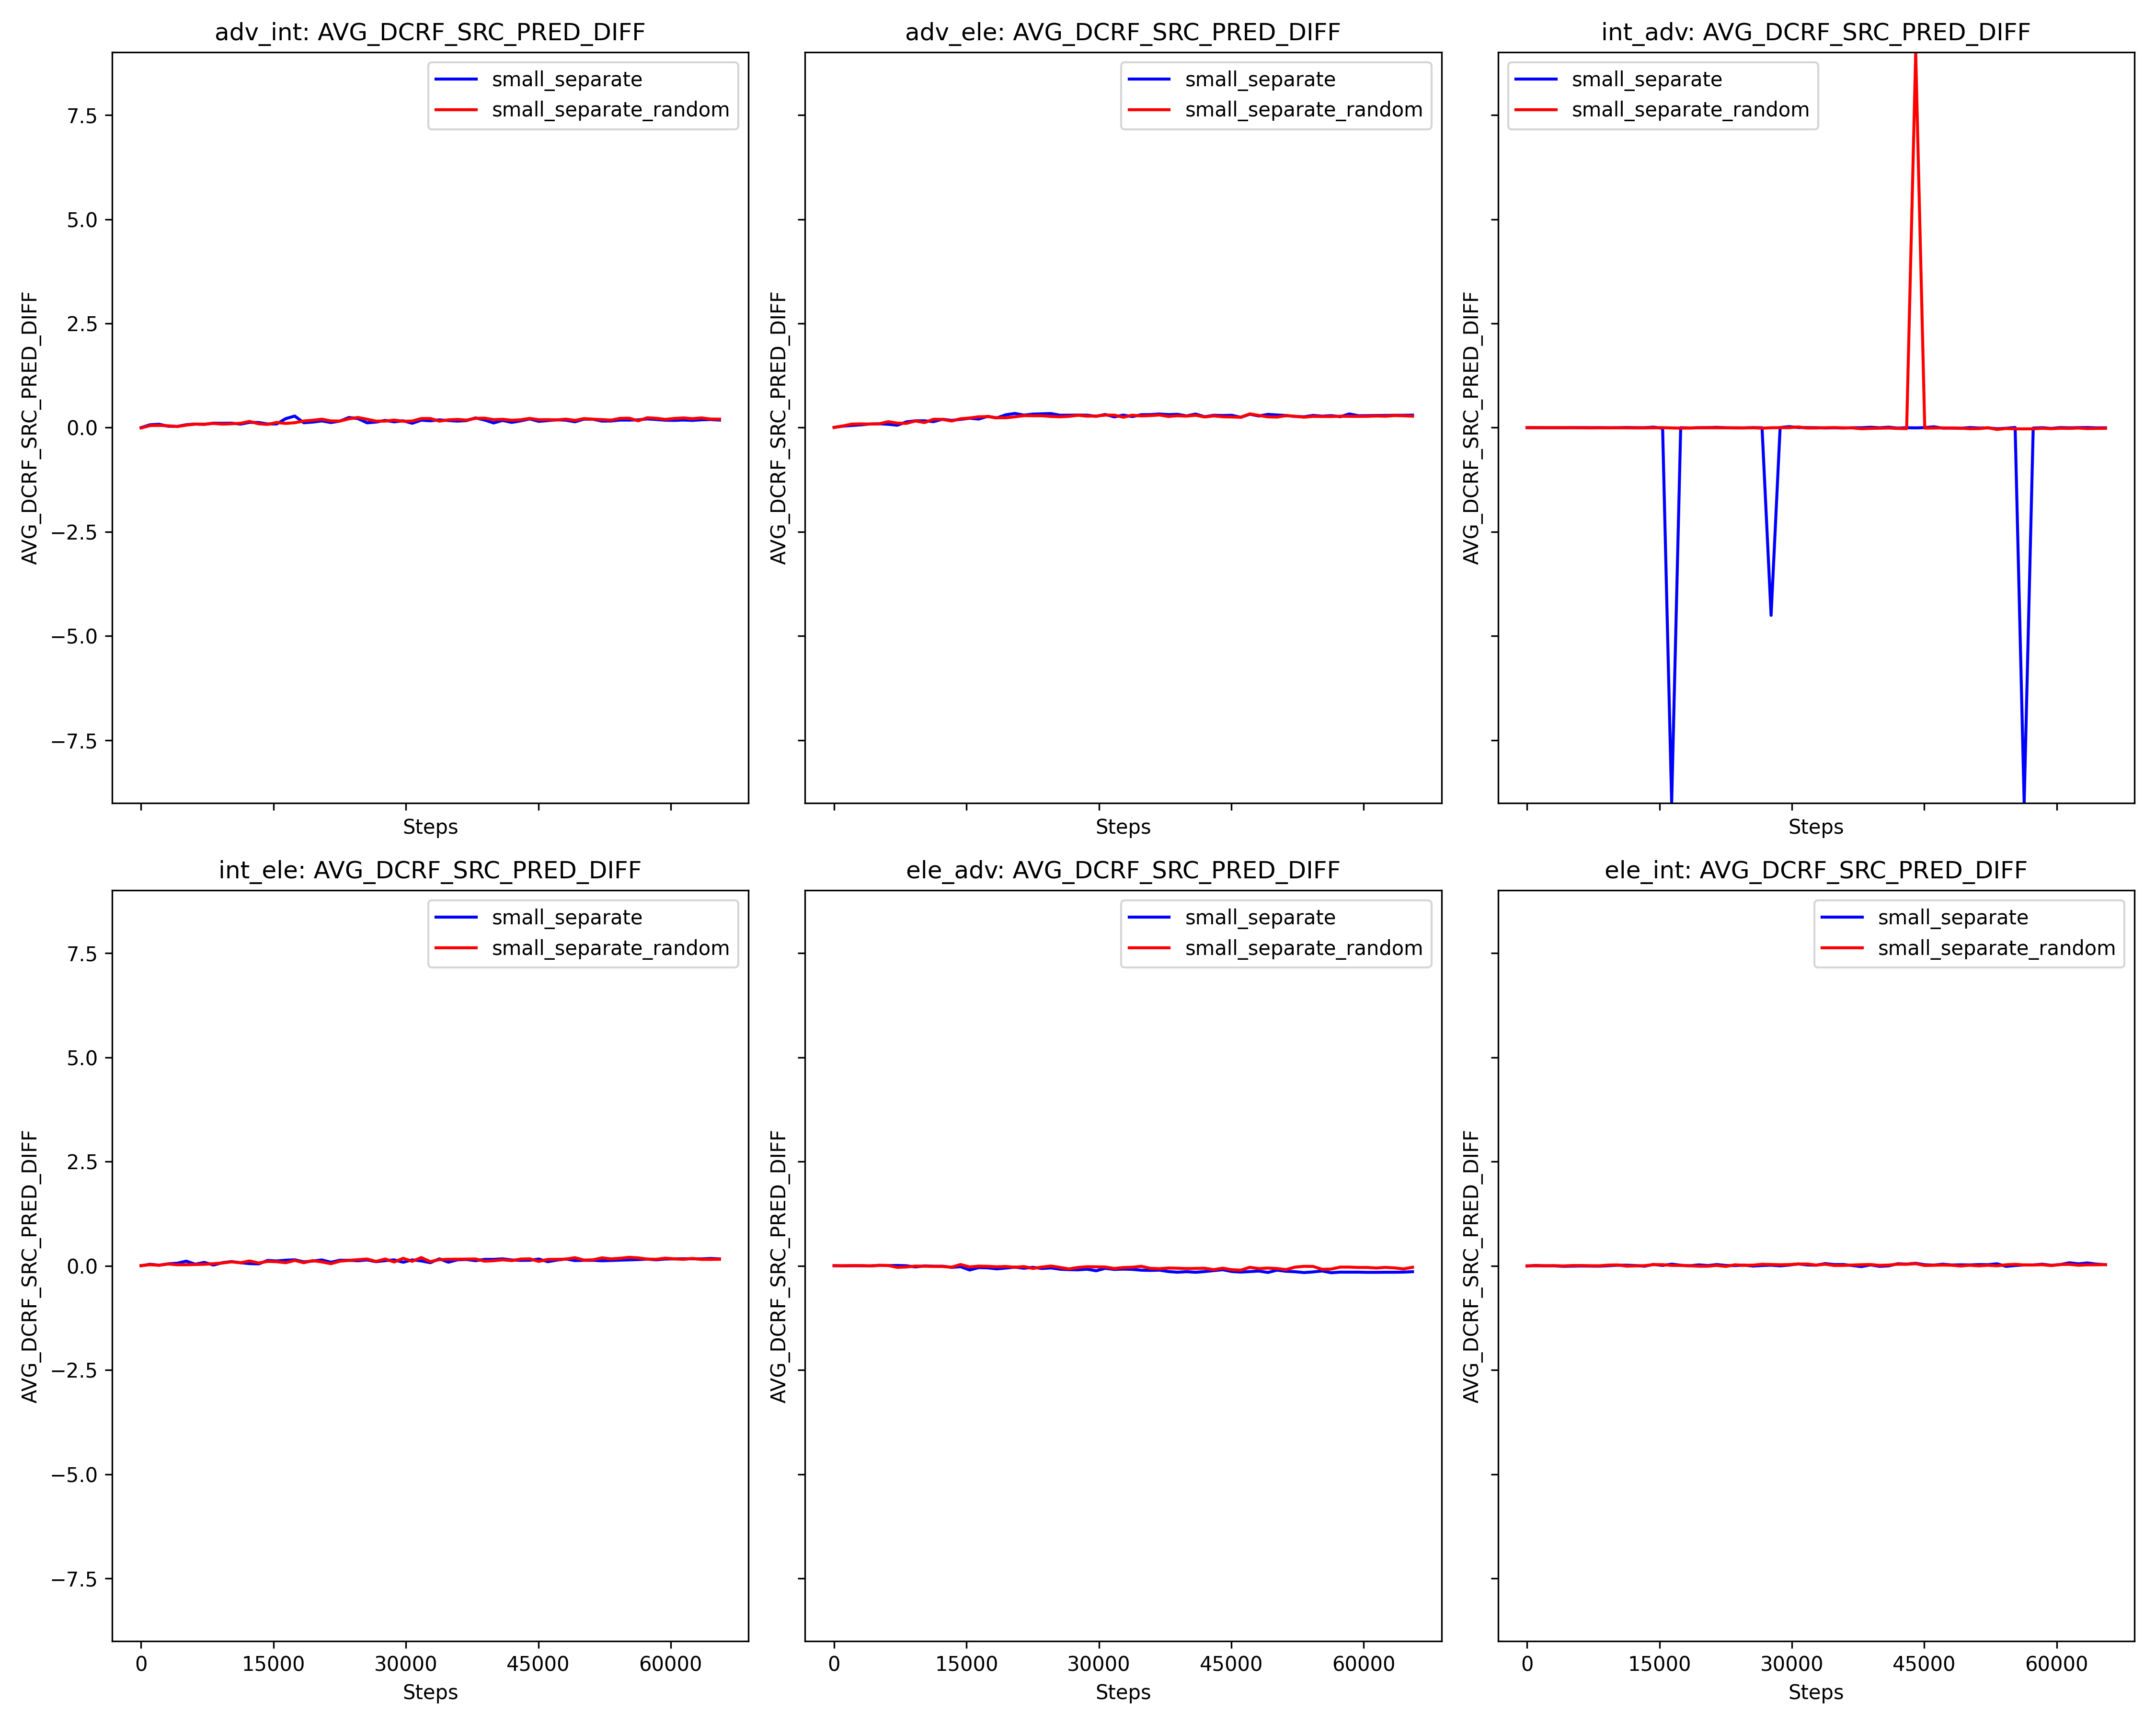 adv_int: AVG_DCRF_SRC_PRED_DIFF
AVG_DCRF_SRC_PRED_DIFF
7.5
5.0
2.5
0.0
−2.5
−5.0
−7.5
small_separate
small_separate_random
Steps
adv_ele: AVG_DCRF_SRC_PRED_DIFF
AVG_DCRF_SRC_PRED_DIFF
small_separate
small_separate_random
Steps
int_adv: AVG_DCRF_SRC_PRED_DIFF
AVG_DCRF_SRC_PRED_DIFF
small_separate
small_separate_random
Steps
int_ele: AVG_DCRF_SRC_PRED_DIFF
AVG_DCRF_SRC_PRED_DIFF
7.5
5.0
2.5
0.0
−2.5
−5.0
−7.5
small_separate
small_separate_random
0 15000 30000 45000 60000
Steps
ele_adv: AVG_DCRF_SRC_PRED_DIFF
AVG_DCRF_SRC_PRED_DIFF
small_separate
small_separate_random
0 15000 30000 45000 60000
Steps
ele_int: AVG_DCRF_SRC_PRED_DIFF
AVG_DCRF_SRC_PRED_DIFF
small_separate
small_separate_random
0 15000 30000 45000 60000
Steps